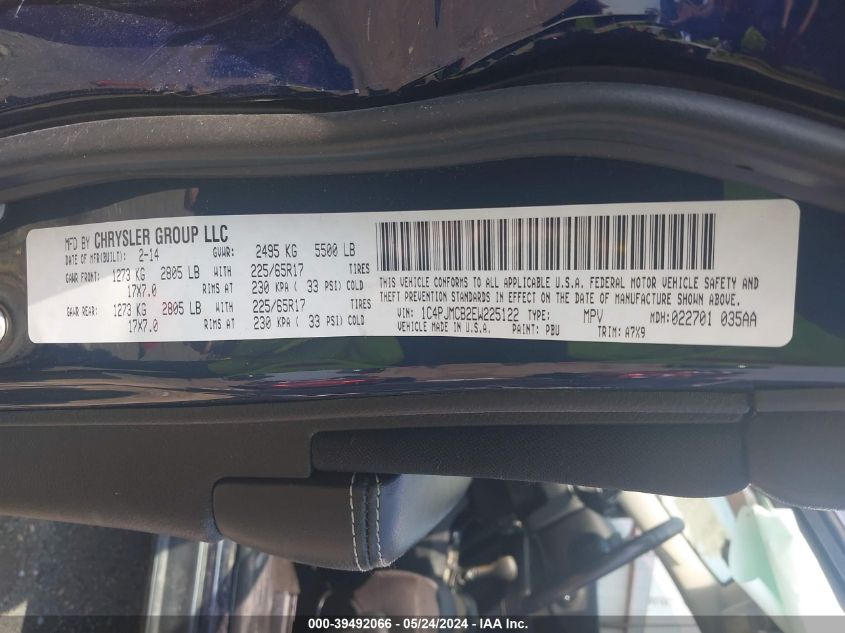 MFD BY CHRYSLER GROUP LLC
DATE OF MFR(BUILT): 2-14 GVWR: 2495 KG 5500 LB
GAWR FRONT: 1273 KG 2805 LB WITH 225/65R17 TIRES
17X7.0 RIMS AT 230 KPA ( 33 PSI) COLD
GAWR REAR: 1273 KG 2805 LB WITH 225/65R17 TIRES
17X7.0 RIMS AT 230 KPA ( 33 PSI) COLD
THIS VEHICLE CONFORMS TO ALL APPLICABLE U.S.A. FEDERAL MOTOR VEHICLE SAFETY AND
THEFT PREVENTION STANDARDS IN EFFECT ON THE DATE OF MANUFACTURE SHOWN ABOVE.
VIN: 1C4PJMCB2EW225122 TYPE: MPV MDH: 022701 035AA
VEHICLE MADE IN U.S.A. PAINT: PBU TRIM: A7X9
000-39492066 - 05/24/2024 - IAA Inc.